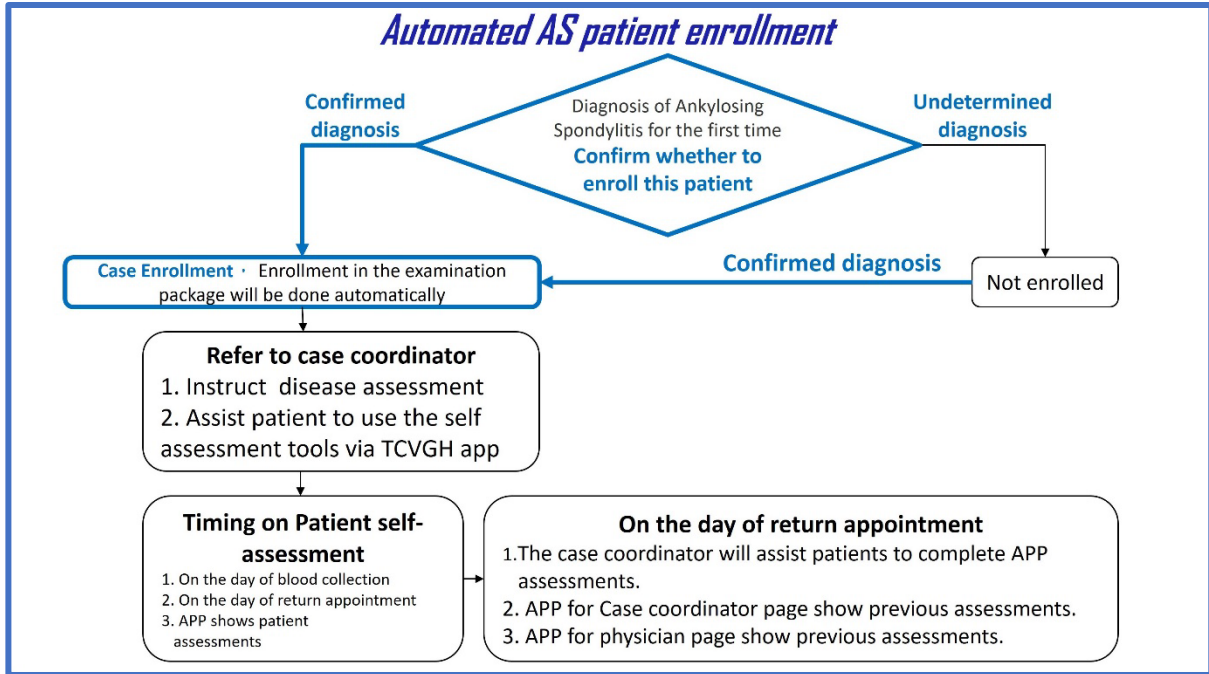 Automated AS patient enrollment
Confirmed
diagnosis
Diagnosis of Ankylosing
Spondylitis for the first time
Confirm whether to
enroll this patient
Undetermined
diagnosis
Case Enrollment · Enrollment in the examination
package will be done automatically
Confirmed diagnosis
Not enrolled
Refer to case coordinator
1. Instruct disease assessment
2. Assist patient to use the self
assessment tools via TCVGH app
Timing on Patient self-
assessment
1. On the day of blood collection
2. On the day of return appointment
3. APP shows patient
assessments
On the day of return appointment
1.The case coordinator will assist patients to complete APP
assessments.
2. APP for Case coordinator page show previous assessments.
3. APP for physician page show previous assessments.